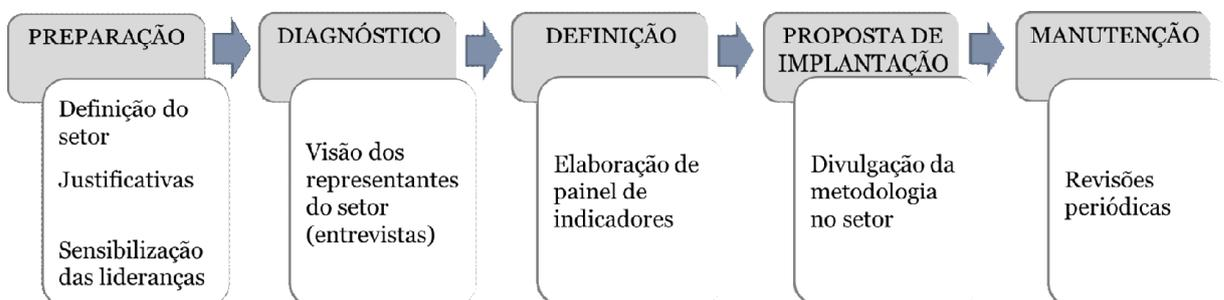 PREPARAÇÃO
Definição do
setor
Justificativas
Sensibilização
das lideranças
DIAGNÓSTICO
Visão dos
representantes
do setor
(entrevistas)
DEFINIÇÃO
Elaboração de
painel de
indicadores
PROPOSTA DE
IMPLANTAÇÃO
Divulgação da
metodologia
no setor
MANUTENÇÃO
Revisões
periódicas